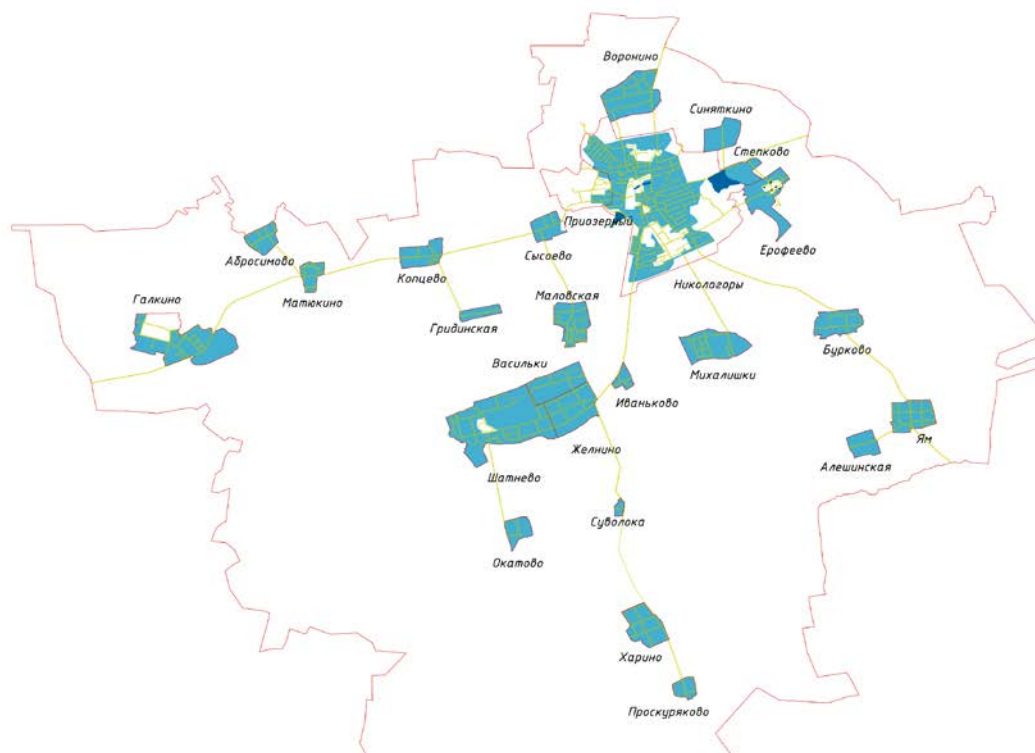 Воронино
Синяткино
Степково
Приозерный
Ерофеево
Абросимово
Сысоево
Копцево
Никологоры
Матюкино
Маловская
Галкино
Гридинская
Бурково
Васильки
Михалишки
Иваньково
Ям
Желнино
Алешинская
Шатнево
Суволока
Окатово
Харино
Проскуряково